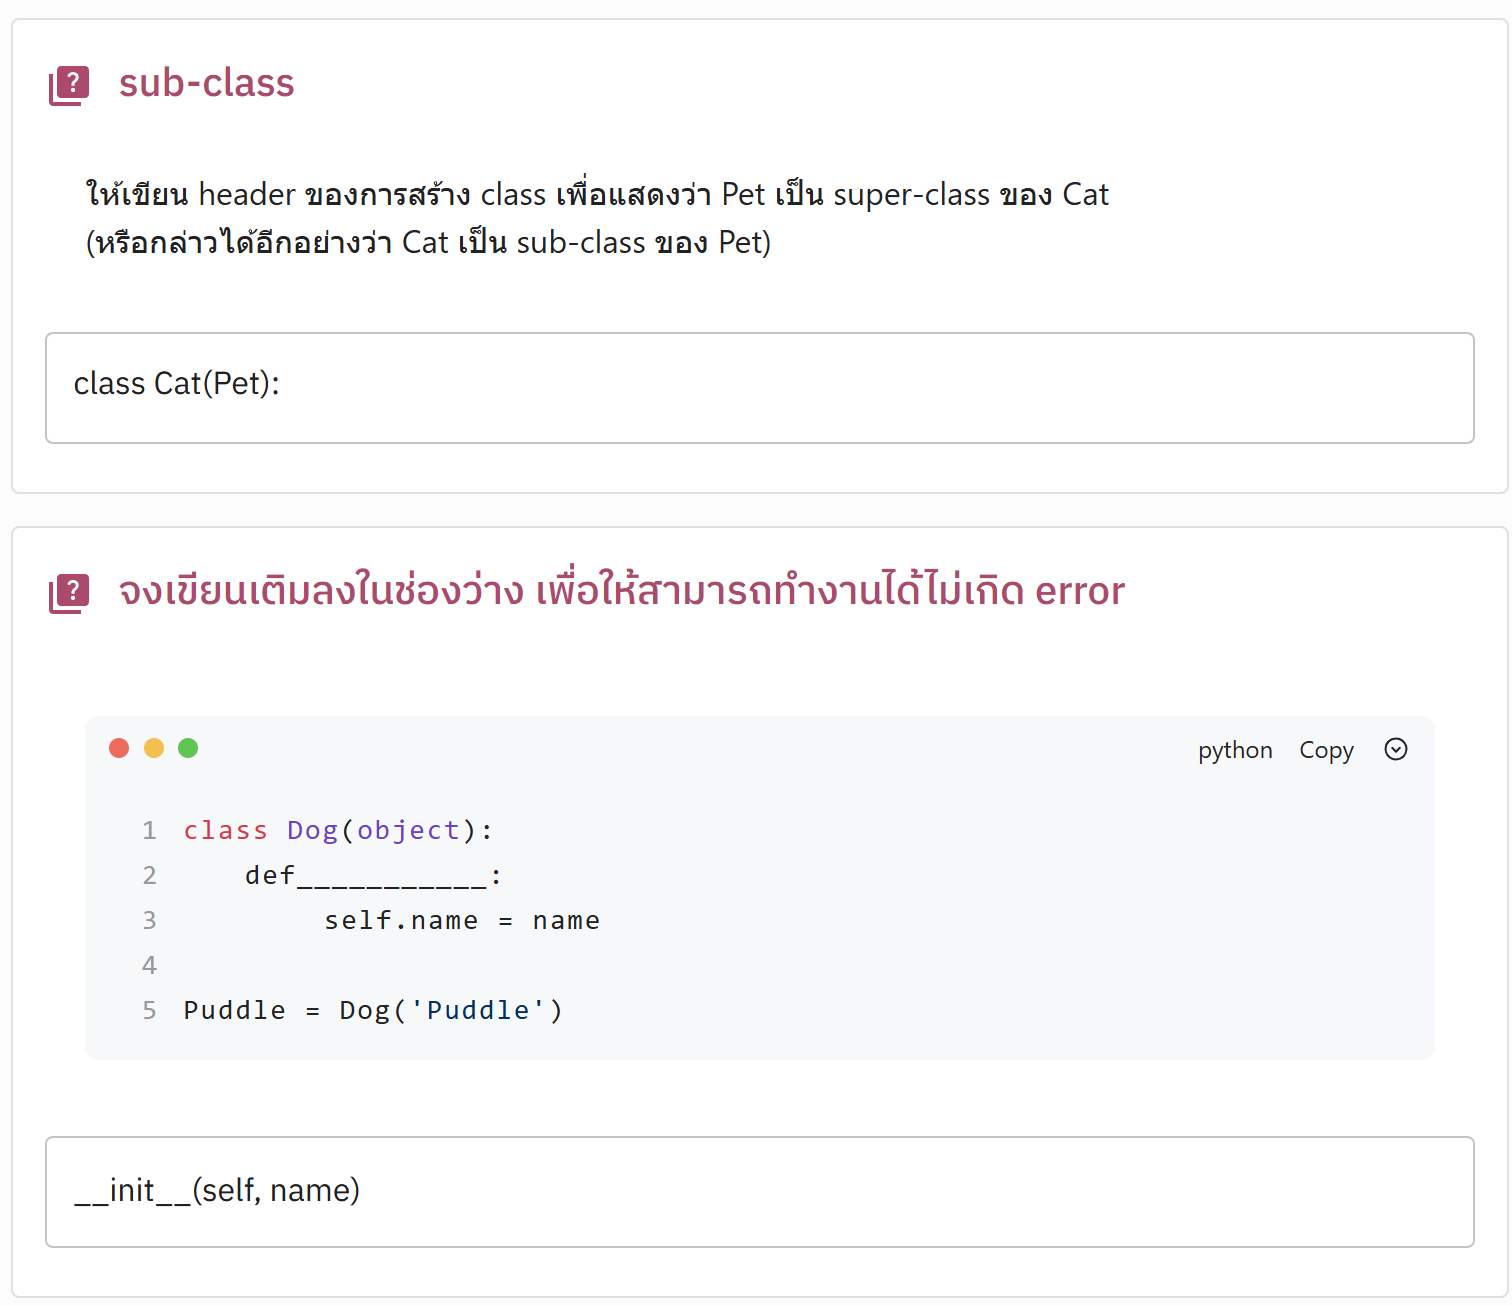 sub-class
ให้เขียน header ของการสร้าง class เพื่อแสดงว่า Pet เป็น super-class ของ Cat
(หรือกล่าวได้อีกอย่างว่า Cat เป็น sub-class ของ Pet)
class Cat(Pet):
จงเขียนเติมลงในช่องว่าง เพื่อให้สามารถทำงานได้ไม่เกิด error
python Copy
1 class Dog(object):
2     def___________:
3         self.name = name
4
5 Puddle = Dog('Puddle')
__init__(self, name)